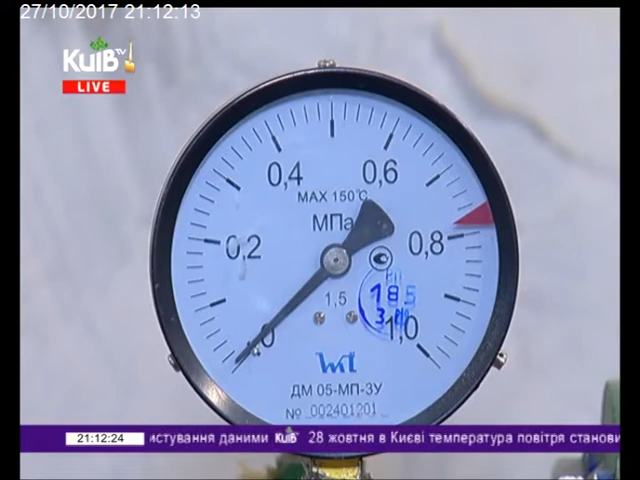 27/10/2017 21:12:13
КиїВ TV
LIVE
0,4 0,6
MAX 150°C
МПа
0,2 0,8
1,5
185
0 1,0
ДМ 05-МП-3У
№ 002401201
21:12:24 истування даними КиїВ 28 жовтня в Києві температура повітря станови